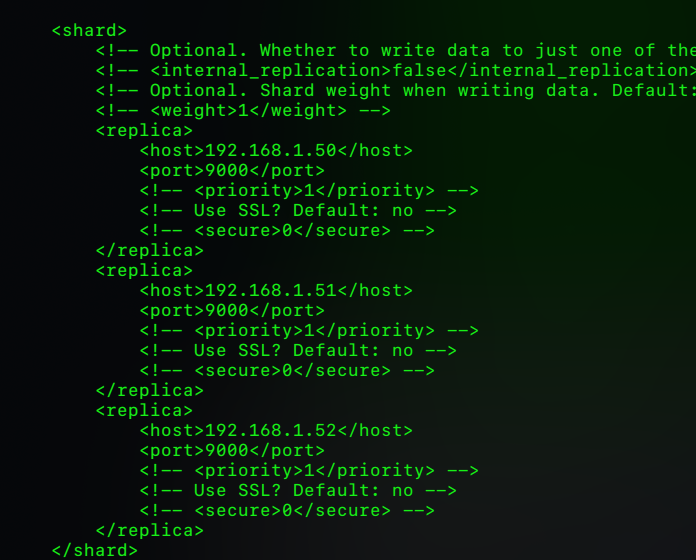 <shard>
<!-- Optional. Whether to write data to just one of the
<!-- <internal_replication>false</internal_replication>
<!-- Optional. Shard weight when writing data. Default:
<!-- <weight>1</weight> -->
<replica>
<host>192.168.1.50</host>
<port>9000</port>
<!-- <priority>1</priority> -->
<!-- Use SSL? Default: no -->
<!-- <secure>0</secure> -->
</replica>
<replica>
<host>192.168.1.51</host>
<port>9000</port>
<!-- <priority>1</priority> -->
<!-- Use SSL? Default: no -->
<!-- <secure>0</secure> -->
</replica>
<replica>
<host>192.168.1.52</host>
<port>9000</port>
<!-- <priority>1</priority> -->
<!-- Use SSL? Default: no -->
<!-- <secure>0</secure> -->
</replica>
</shard>